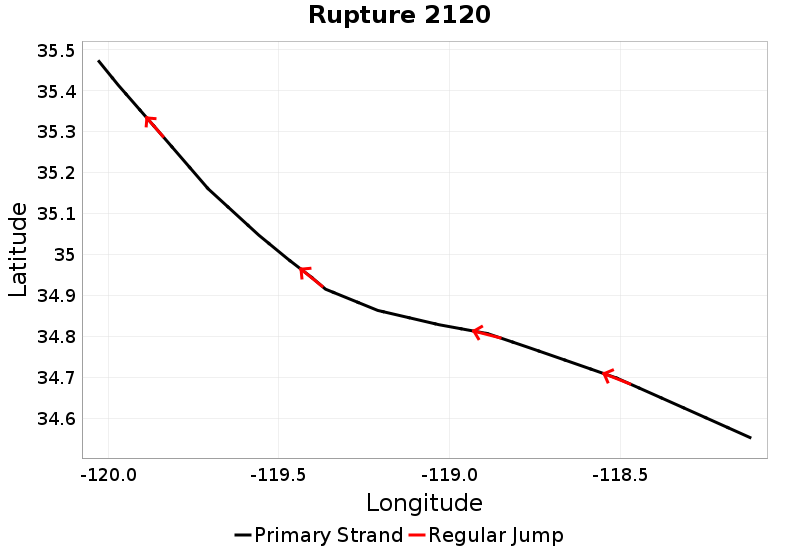 Rupture 2120
35.5
35.4
35.3
35.2
35.1
35
34.9
34.8
34.7
34.6
Latitude
-120.0 -119.5 -119.0 -118.5
Longitude
Primary Strand Regular Jump